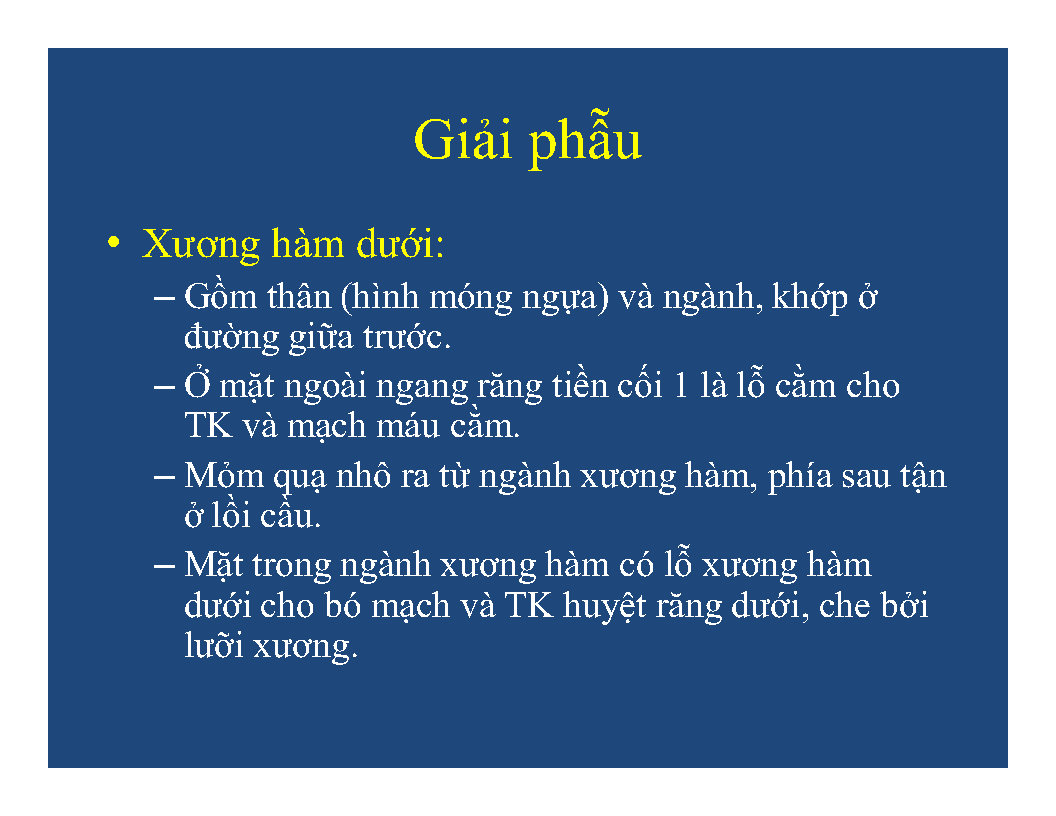 Giải phẫu
• Xương hàm dưới:
– Gồm thân (hình móng ngựa) và ngành, khớp ở
đường giữa trước.
– Ở mặt ngoài ngang răng tiền cối 1 là lỗ cằm cho
TK và mạch máu cằm.
– Mỏm quạ nhô ra từ ngành xương hàm, phía sau tận
ở lồi cầu.
– Mặt trong ngành xương hàm có lỗ xương hàm
dưới cho bó mạch và TK huyệt răng dưới, che bởi
lưỡi xương.